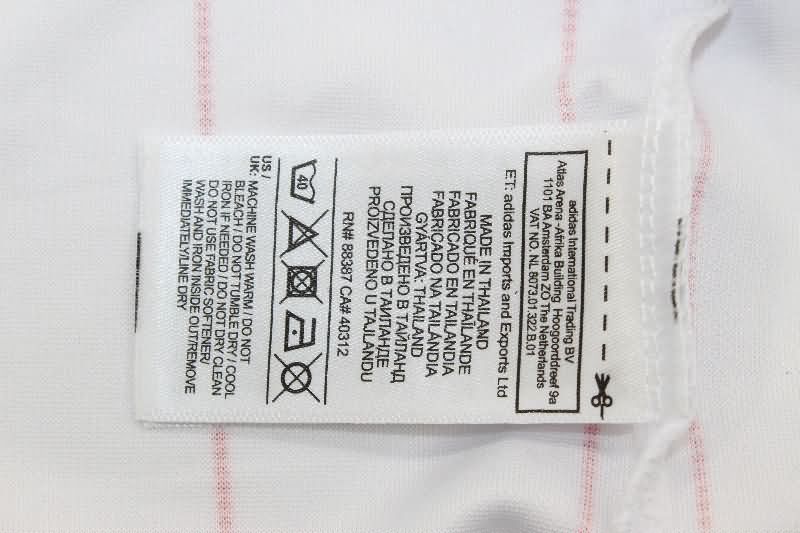 adidas International Trading BV
Atlas Arena -Afrika Building Hoogoorddreef 9a
1101 BA Amsterdam ZO The Netherlands
VAT NO. NL 8073.01.322.B.01
ET: adidas Imports and Exports Ltd
MADE IN THAILAND
FABRIQUÉ EN THAÏLANDE
FABRICADO EN TAILANDIA
FABRICADO NA TAILÂNDIA
GYÁRTVA: THAILAND
ПРОИЗВЕДЕНО В ТАЙЛАНД
СДЕЛАНО В ТАИЛАНДЕ
PROIZVEDENO U TAJLANDU
RN# 88387 CA# 40312
40
US /
UK: MACHINE WASH WARM / DO NOT
BLEACH / DO NOT TUMBLE DRY / COOL
IRON IF NEEDED / DO NOT DRY CLEAN
DO NOT USE FABRIC SOFTENER/
WASH AND IRON INSIDE OUT/REMOVE
IMMEDIATELY/LINE DRY